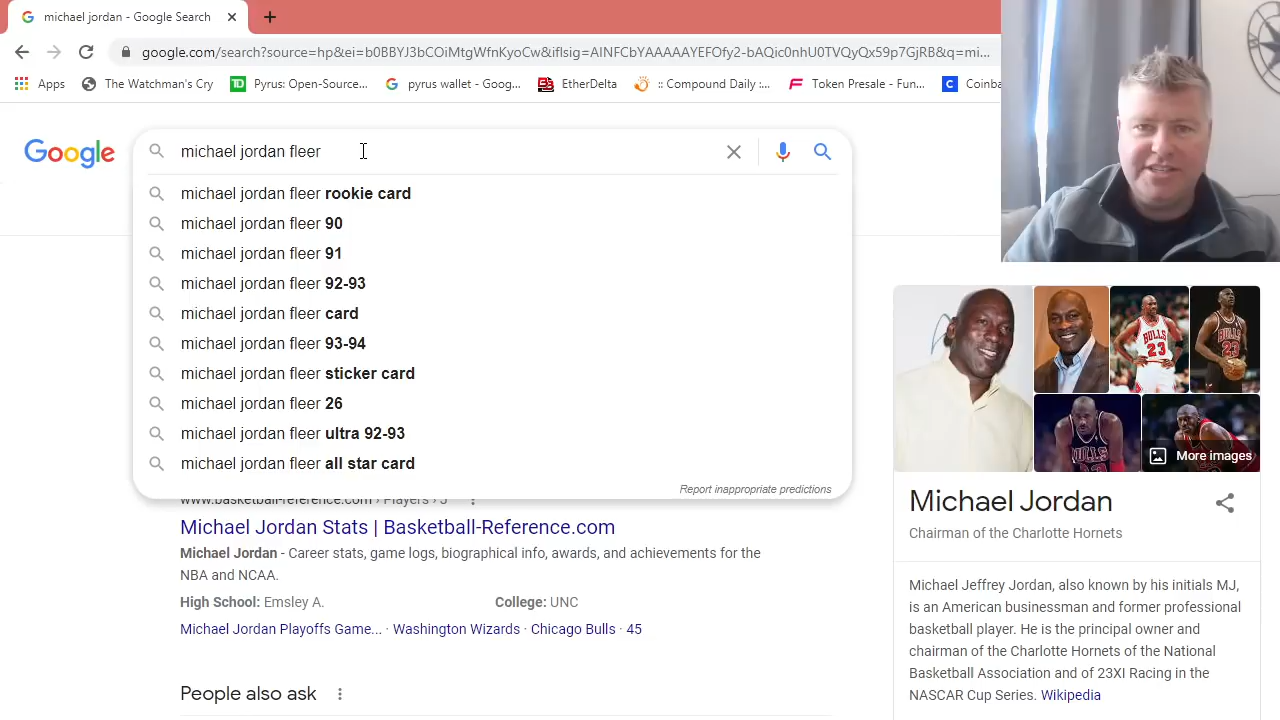 michael jordan - Google Search
google.com/search?source=hp&ei=b0BBYJ3bCOiMtgWfnKyoCw&iflsig=AINFCbYAAAAAYEFOfy2-bAQic0nhU0TVQyQx59p7GjRB&q=mi...
Apps The Watchman's Cry Pyrus: Open-Source... pyrus wallet - Goog... EtherDelta :: Compound Daily :... Token Presale - Fun... Coinba
Google michael jordan fleer
michael jordan fleer rookie card
michael jordan fleer 90
michael jordan fleer 91
michael jordan fleer 92-93
michael jordan fleer card
michael jordan fleer 93-94
michael jordan fleer sticker card
michael jordan fleer 26
michael jordan fleer ultra 92-93
michael jordan fleer all star card
Report inappropriate predictions
www.basketball-reference.com › Players › J
Michael Jordan Stats | Basketball-Reference.com
Michael Jordan - Career stats, game logs, biographical info, awards, and achievements for the
NBA and NCAA.
High School: Emsley A. College: UNC
Michael Jordan Playoffs Game... · Washington Wizards · Chicago Bulls · 45
People also ask
BULLS
23
23
More images
Michael Jordan
Chairman of the Charlotte Hornets
Michael Jeffrey Jordan, also known by his initials MJ,
is an American businessman and former professional
basketball player. He is the principal owner and
chairman of the Charlotte Hornets of the National
Basketball Association and of 23XI Racing in the
NASCAR Cup Series. Wikipedia